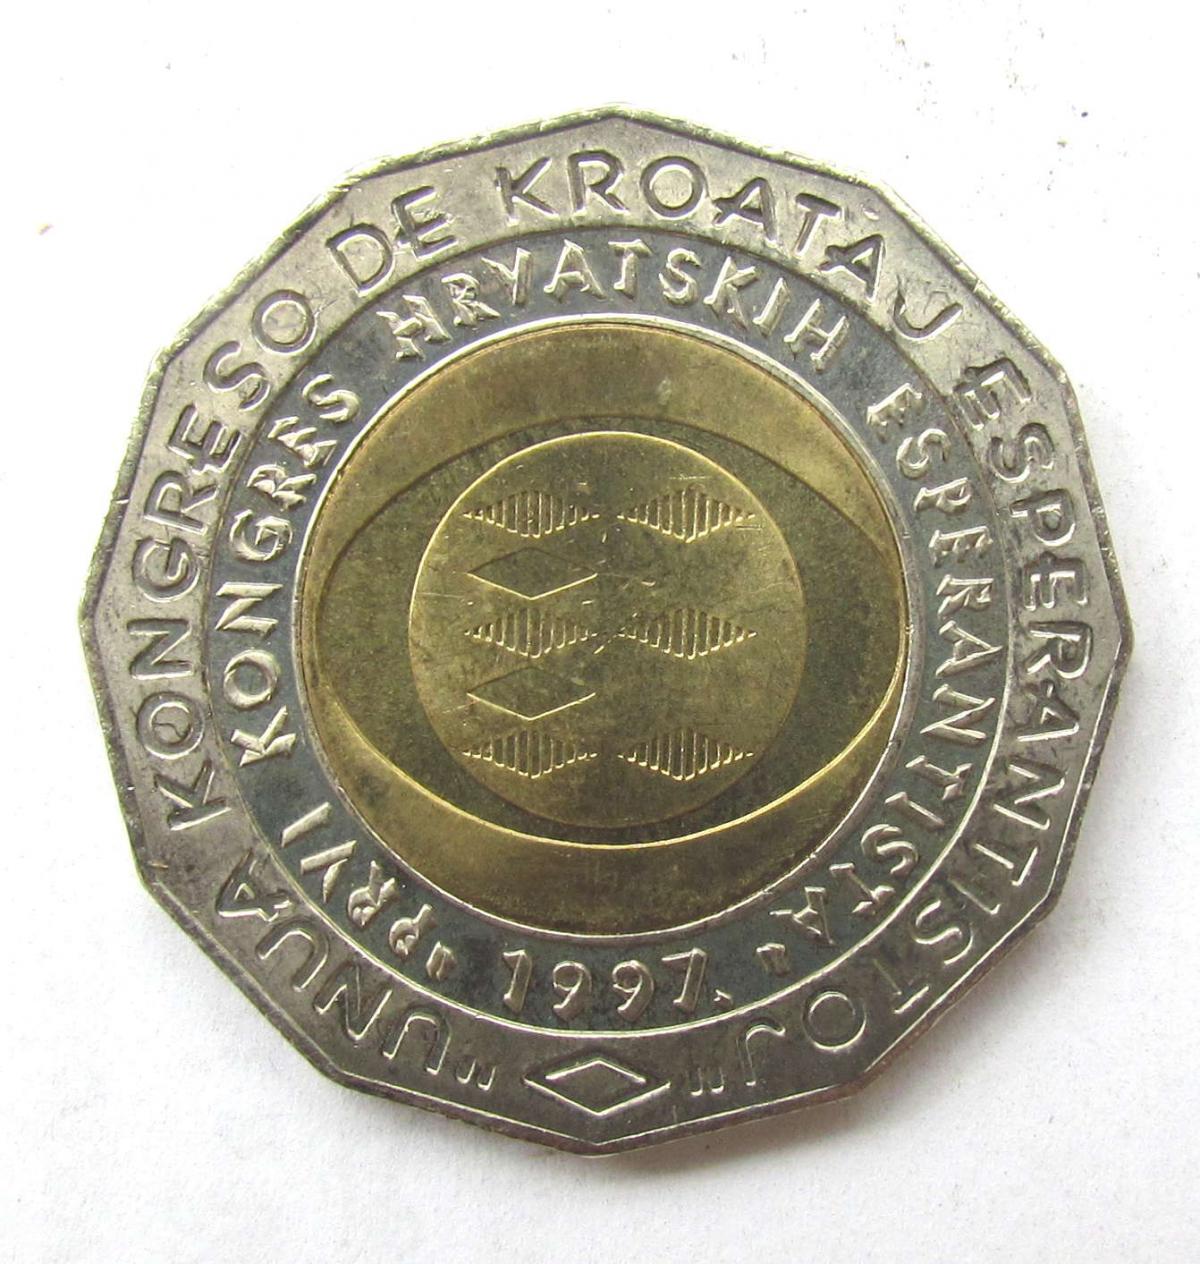 "UNUA KONGRESO DE KROATAJ ESPERANTISTOJ"
"PRVI KONGRES HRVATSKIH ESPERANTISTA"
1997.